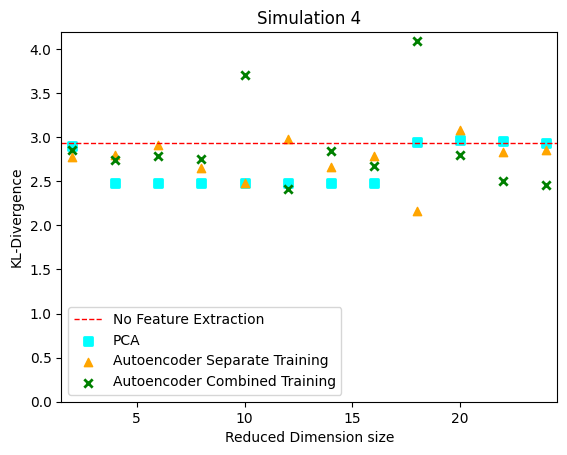 Simulation 4
KL-Divergence
4.0
3.5
3.0
2.5
2.0
1.5
1.0
0.5
0.0
No Feature Extraction
PCA
Autoencoder Separate Training
Autoencoder Combined Training
5
10
15
20
Reduced Dimension size